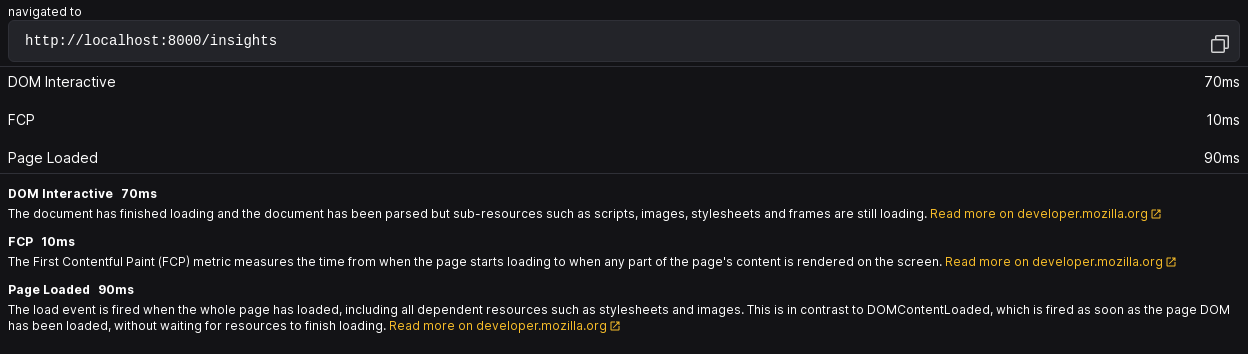 navigated to
http://localhost:8000/insights
DOM Interactive 70ms
FCP 10ms
Page Loaded 90ms
DOM Interactive 70ms
The document has finished loading and the document has been parsed but sub-resources such as scripts, images, stylesheets and frames are still loading. Read more on developer.mozilla.org
FCP 10ms
The First Contentful Paint (FCP) metric measures the time from when the page starts loading to when any part of the page's content is rendered on the screen. Read more on developer.mozilla.org
Page Loaded 90ms
The load event is fired when the whole page has loaded, including all dependent resources such as stylesheets and images. This is in contrast to DOMContentLoaded, which is fired as soon as the page DOM
has been loaded, without waiting for resources to finish loading. Read more on developer.mozilla.org